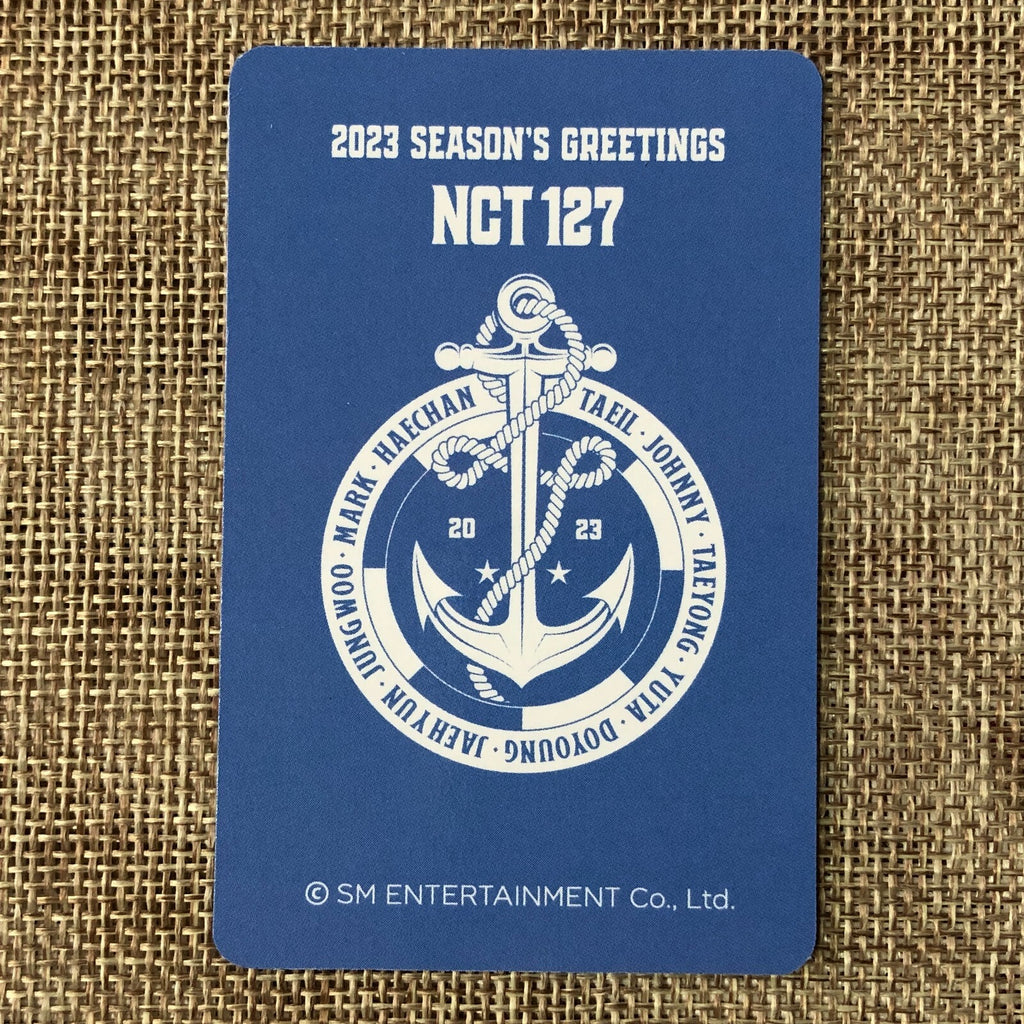 2023 SEASON'S GREETINGS
NCT 127
TAEIL · JOHNNY · TAEYONG · YUTA · DOYOUNG · JAEHYUN · JUNGWOO · MARK · HAECHAN
20 23
© SM ENTERTAINMENT Co., Ltd.